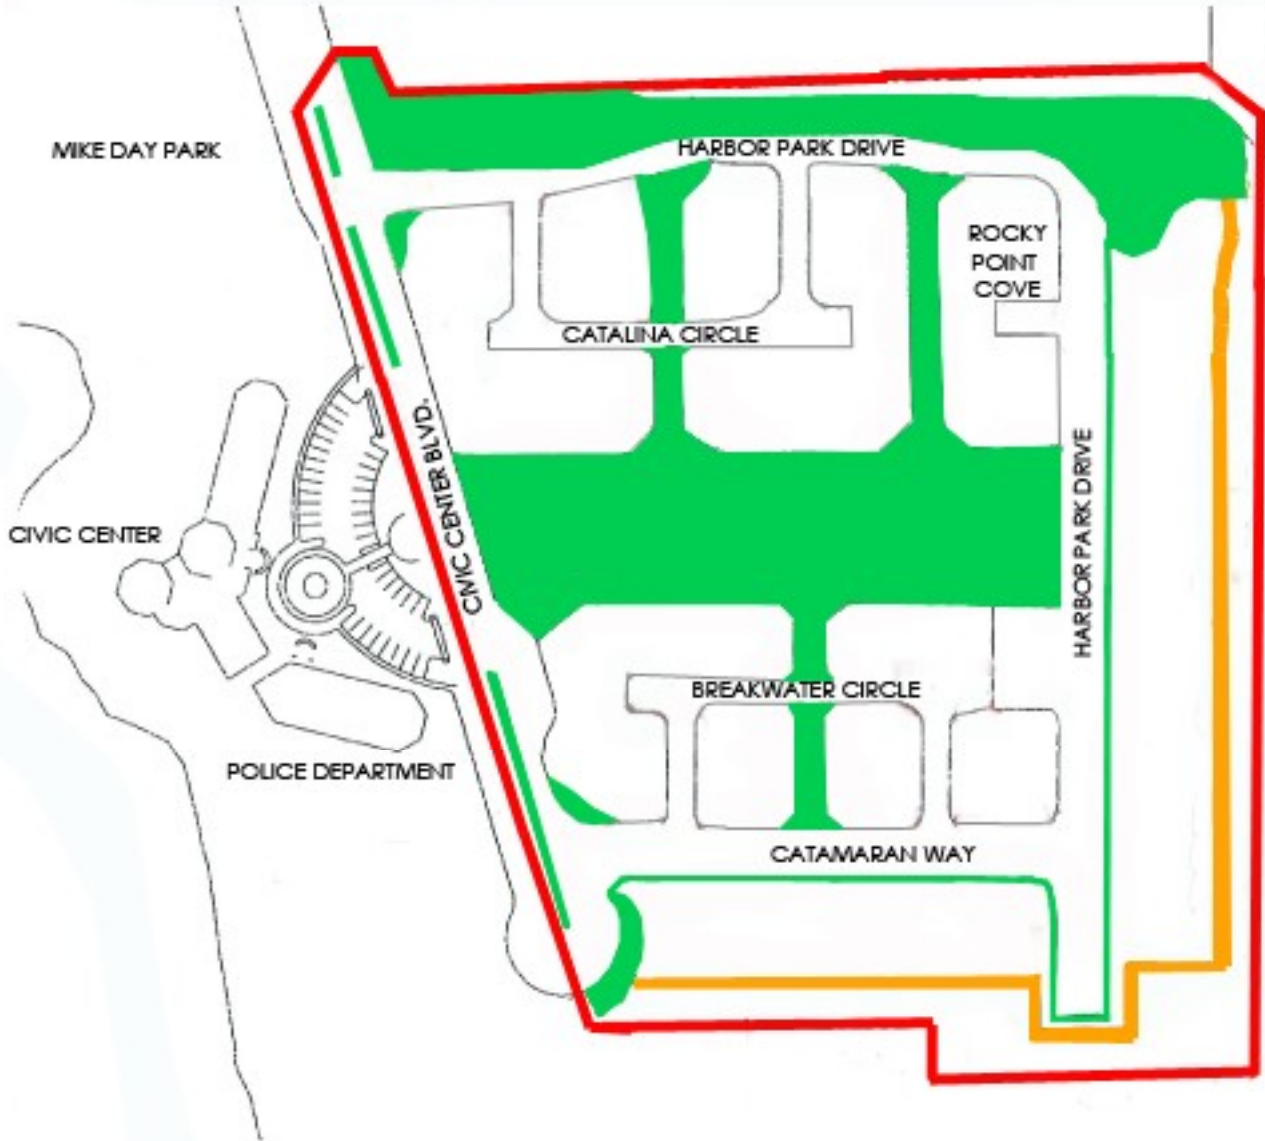 MIKE DAY PARK
HARBOR PARK DRIVE
ROCKY
POINT
COVE
CATALINA CIRCLE
CIVIC CENTER BLVD.
HARBOR PARK DRIVE
CIVIC CENTER
BREAKWATER CIRCLE
POLICE DEPARTMENT
CATAMARAN WAY